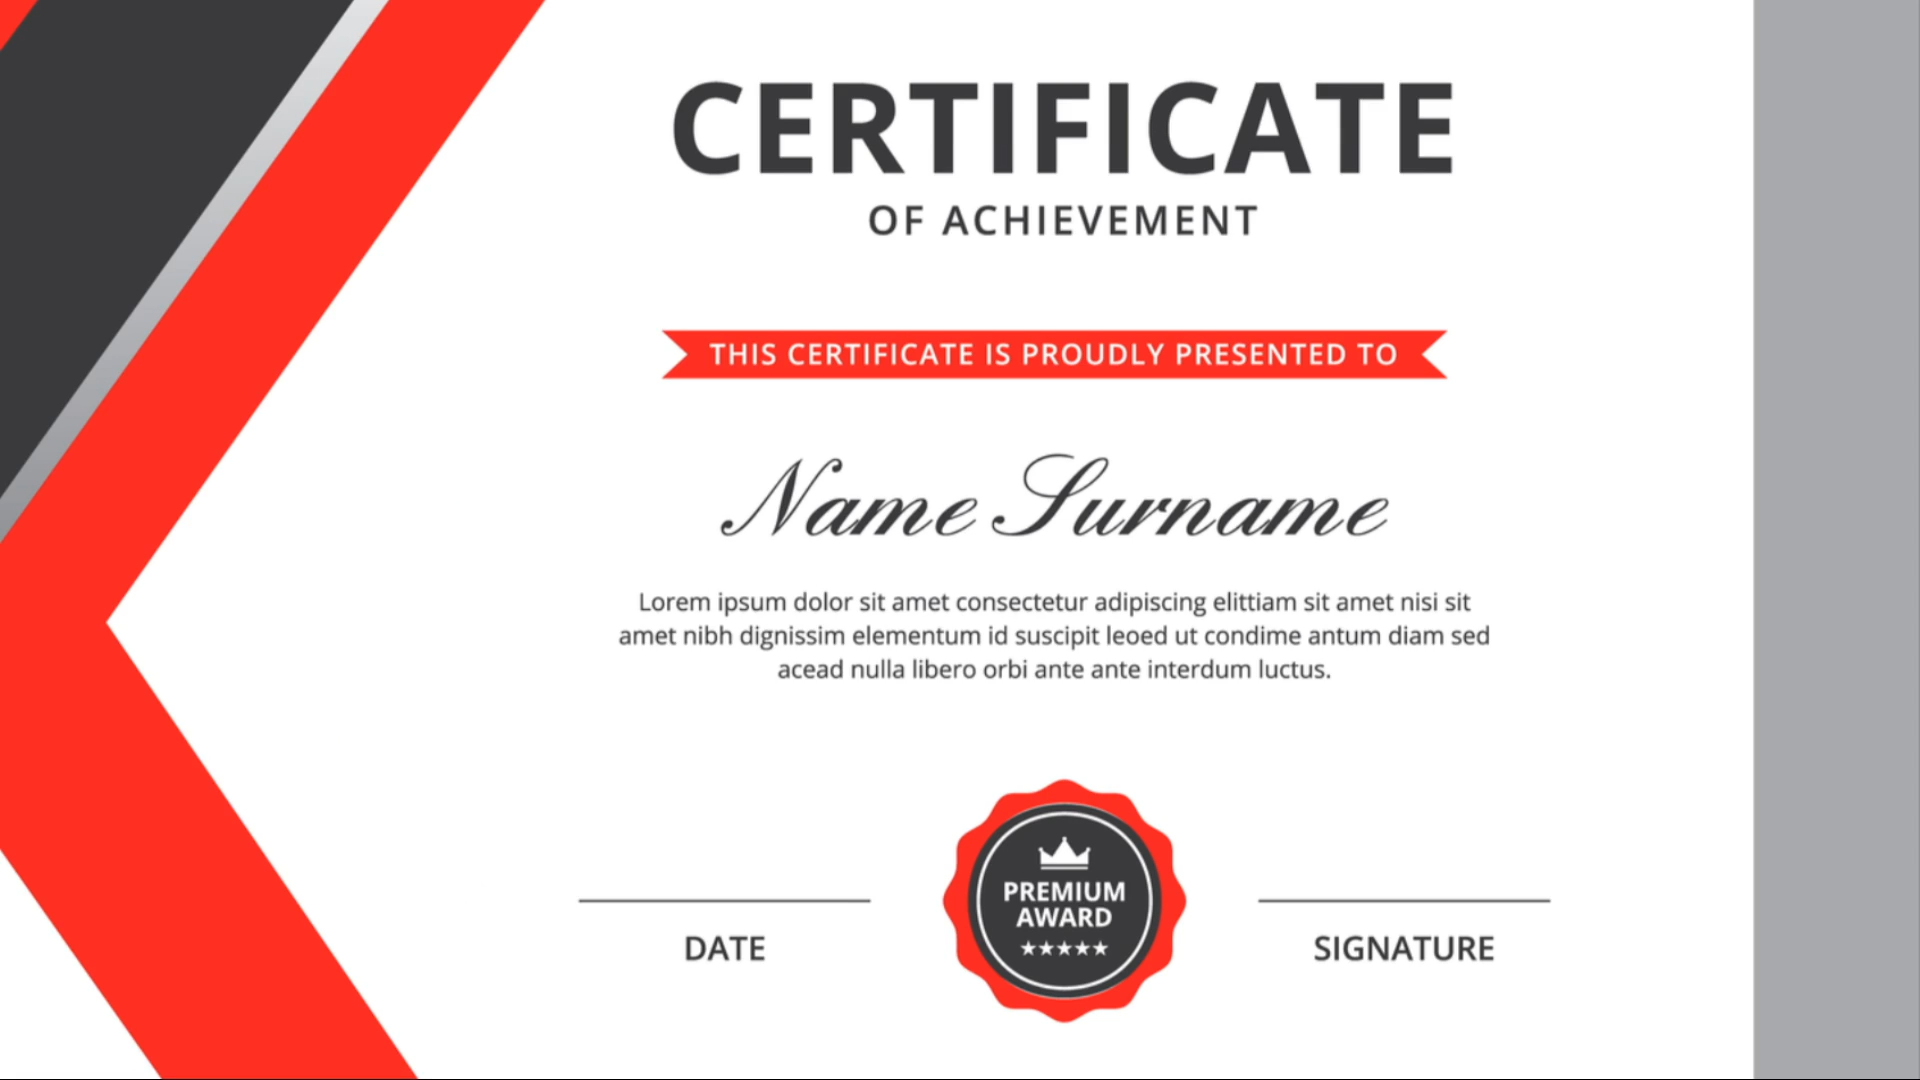 CERTIFICATE
OF ACHIEVEMENT
THIS CERTIFICATE IS PROUDLY PRESENTED TO
Name Surname
Lorem ipsum dolor sit amet consectetur adipiscing elittiam sit amet nisi sit
amet nibh dignissim elementum id suscipit leoed ut condime antum diam sed
acead nulla libero orbi ante ante interdum luctus.
PREMIUM
AWARD
DATE
SIGNATURE